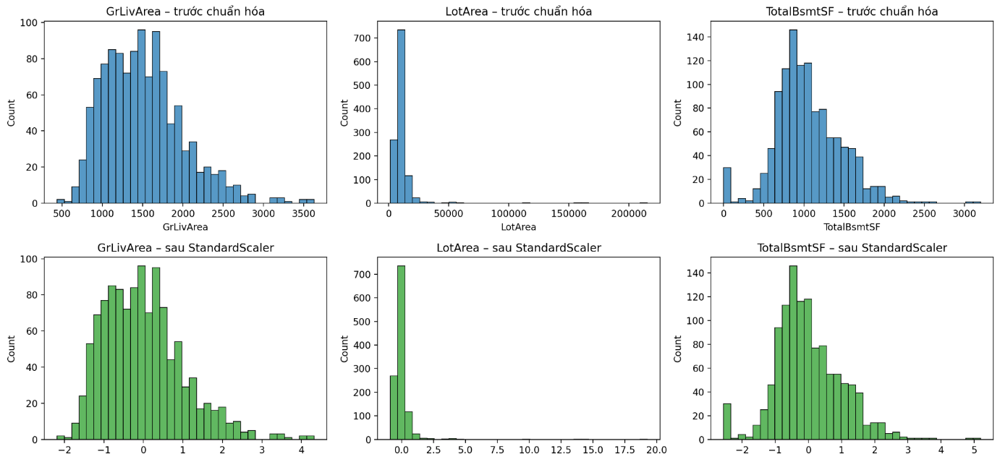 GrLivArea – trước chuẩn hóa
LotArea – trước chuẩn hóa
TotalBsmtSF – trước chuẩn hóa
100
80
60
40
20
0
Count
500 1000 1500 2000 2500 3000 3500
GrLivArea
700
600
500
400
300
200
100
0
Count
0 50000 100000 150000 200000
LotArea
140
120
100
80
60
40
20
0
Count
0 500 1000 1500 2000 2500 3000
TotalBsmtSF
GrLivArea – sau StandardScaler
LotArea – sau StandardScaler
TotalBsmtSF – sau StandardScaler
100
80
60
40
20
0
Count
−2 −1 0 1 2 3 4
700
600
500
400
300
200
100
0
Count
0.0 2.5 5.0 7.5 10.0 12.5 15.0 17.5 20.0
140
120
100
80
60
40
20
0
Count
−2 −1 0 1 2 3 4 5